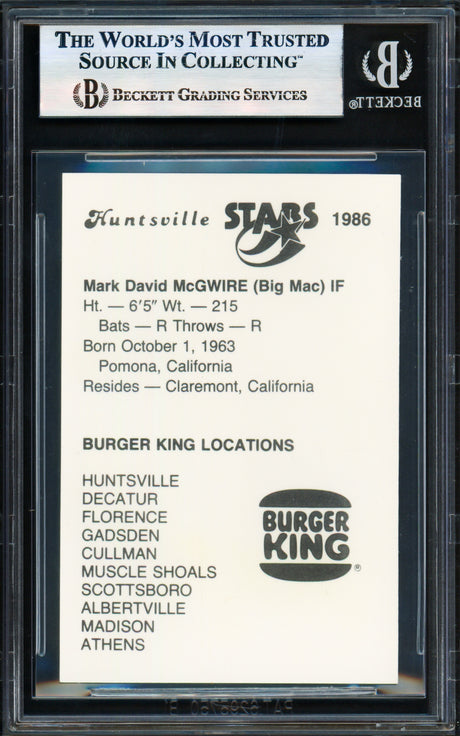 THE WORLD'S MOST TRUSTED
SOURCE IN COLLECTING™
B BECKETT GRADING SERVICES
B
BECKETT®
Huntsville STARS 1986
Mark David McGWIRE (Big Mac) IF
Ht. — 6'5" Wt. — 215
Bats — R Throws — R
Born October 1, 1963
Pomona, California
Resides — Claremont, California
BURGER KING LOCATIONS
HUNTSVILLE
DECATUR
FLORENCE
GADSDEN
CULLMAN
MUSCLE SHOALS
SCOTTSBORO
ALBERTVILLE
MADISON
ATHENS
BURGER
KING®